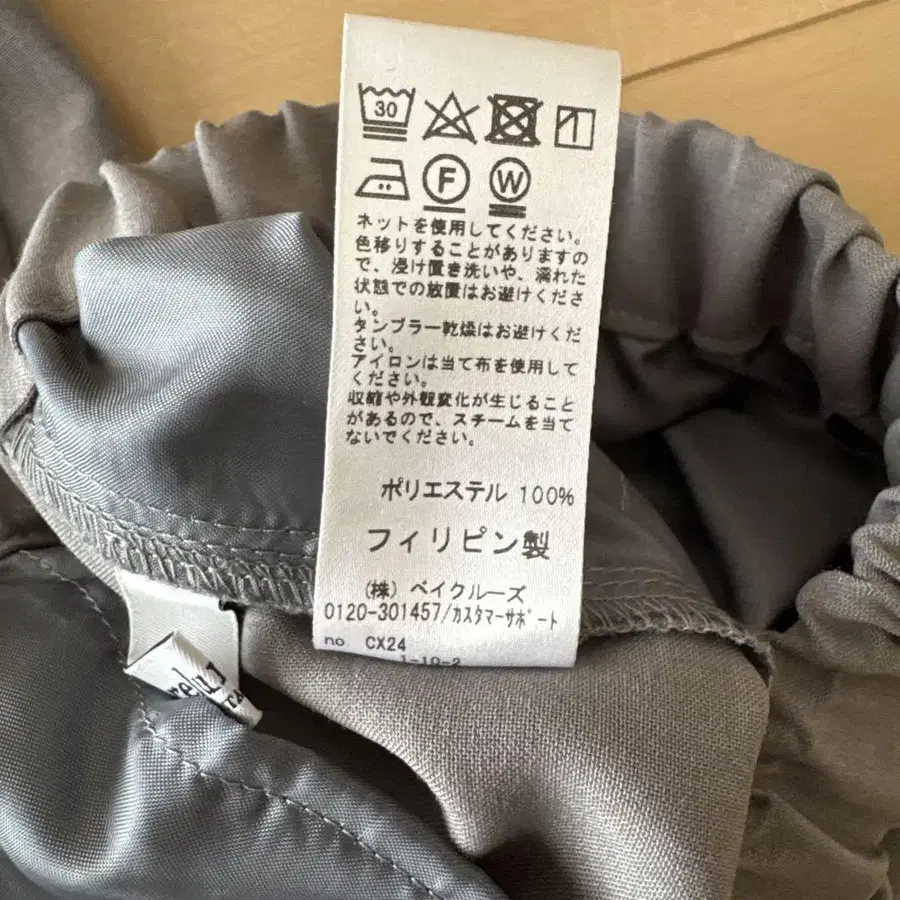 30
F
W
ネットを使用してください。
色移りすることがありますの
で、浸け置き洗いや、濡れた
状態での放置はお避けくださ
い。
タンブラー乾燥はお避けくだ
さい。
アイロンは当て布を使用して
ください。
収縮や外観変化が生じること
があるので、スチームを当て
ないでください。
ポリエステル 100%
フィリピン製
(株) ベイクルーズ
0120-301457/カスタマーサポート
no CX24
1-10-2